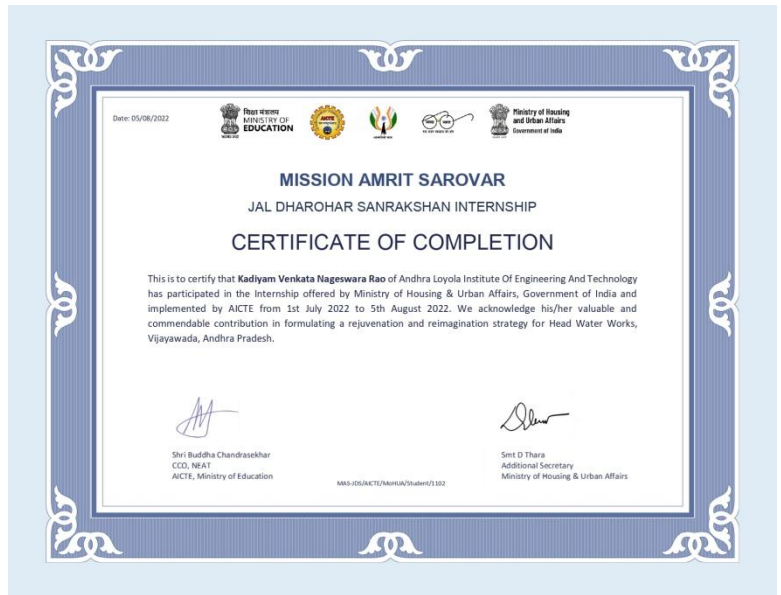 Date: 05/08/2022
शिक्षा मंत्रालय
MINISTRY OF
EDUCATION
AICTE
Ministry of Housing
and Urban Affairs
Government of India
MISSION AMRIT SAROVAR
JAL DHAROHAR SANRAKSHAN INTERNSHIP
CERTIFICATE OF COMPLETION
This is to certify that Kadiyam Venkata Nageswara Rao of Andhra Loyola Institute Of Engineering And Technology
has participated in the Internship offered by Ministry of Housing & Urban Affairs, Government of India and
implemented by AICTE from 1st July 2022 to 5th August 2022. We acknowledge his/her valuable and
commendable contribution in formulating a rejuvenation and reimagination strategy for Head Water Works,
Vijayawada, Andhra Pradesh.
Shri Buddha Chandrasekhar
CCO, NEAT
AICTE, Ministry of Education
Smt D Thara
Additional Secretary
Ministry of Housing & Urban Affairs
MAS-JDS/AICTE/MoHUA/Student/1102